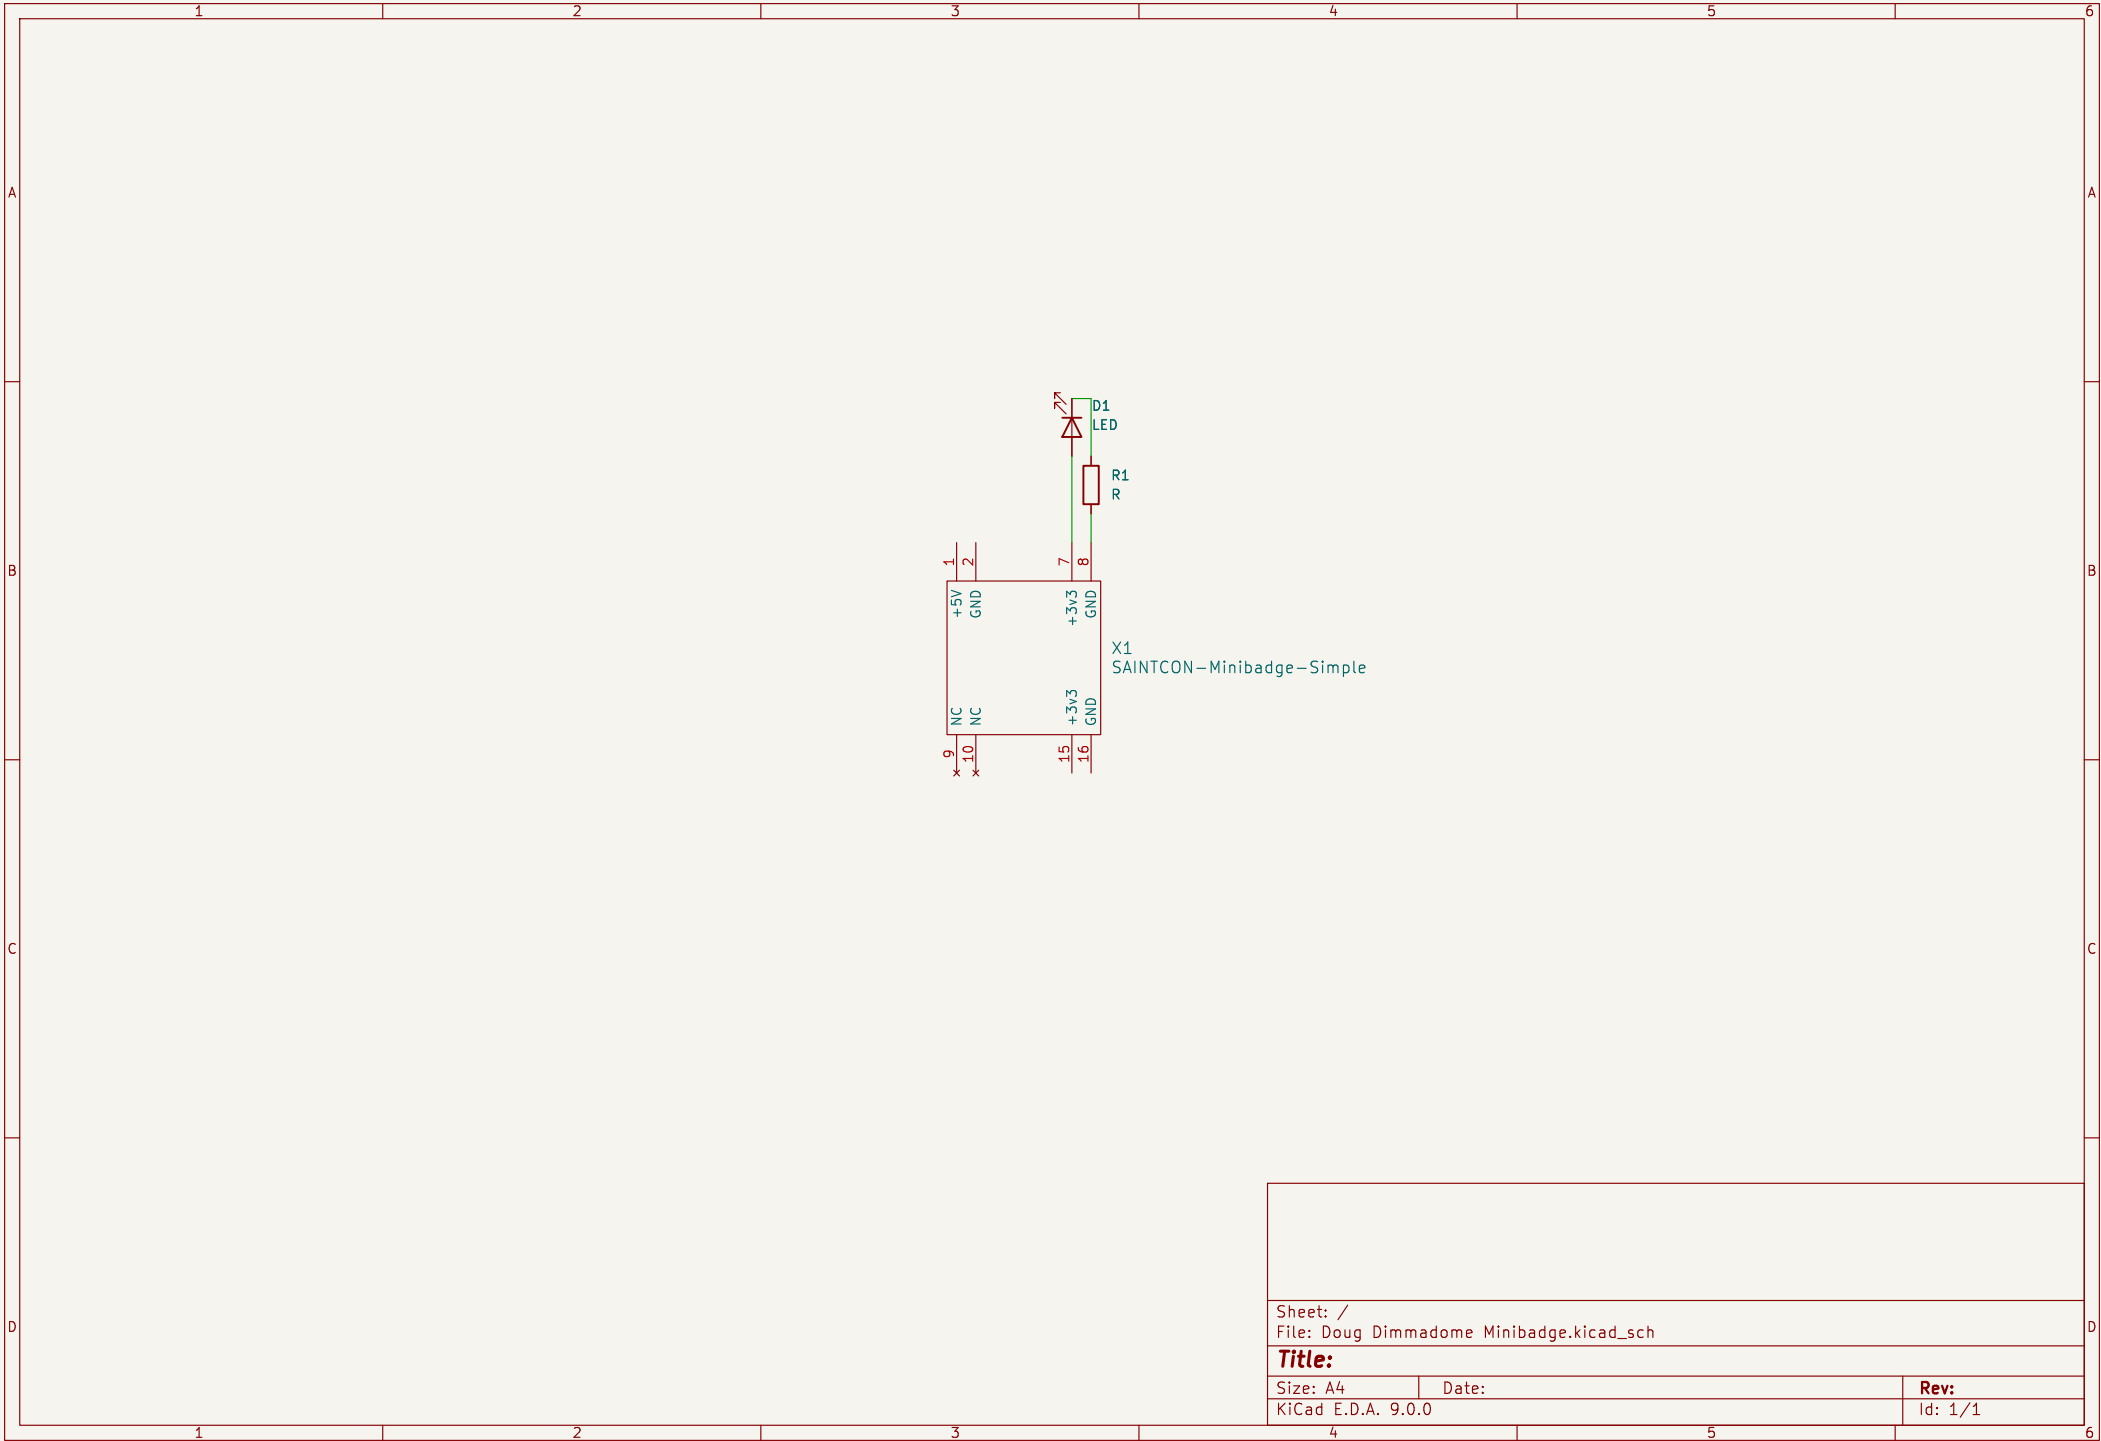 1 2 3 4 5 6
A A
D1
LED
R1
R
1 2 7 8
B B
+5V GND +3v3 GND
X1
SAINTCON-Minibadge-Simple
NC NC +3v3 GND
9 10 15 16
C C
Sheet: /
File: Doug Dimmadome Minibadge.kicad_sch
D D
Title:
Size: A4 Date: Rev:
KiCad E.D.A. 9.0.0 Id: 1/1
1 2 3 4 5 6